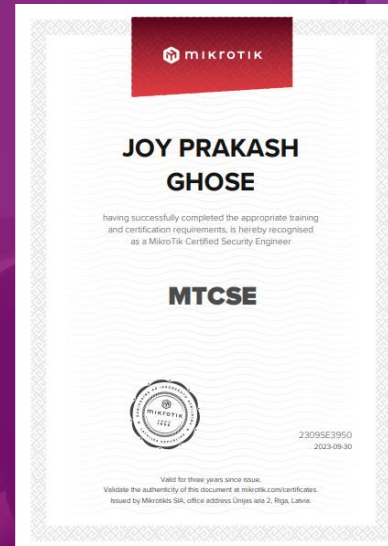 mikrotik
JOY PRAKASH
GHOSE
having successfully completed the appropriate training
and certification requirements, is hereby recognised
as a MikroTik Certified Security Engineer
MTCSE
MIKROTIK
2309SE3950
2023-09-30
Valid for three years since issue.
Validate the authenticity of this document at mikrotik.com/certificates.
Issued by Mikrotikls SIA, office address Ūnijas iela 2, Riga, Latvia.